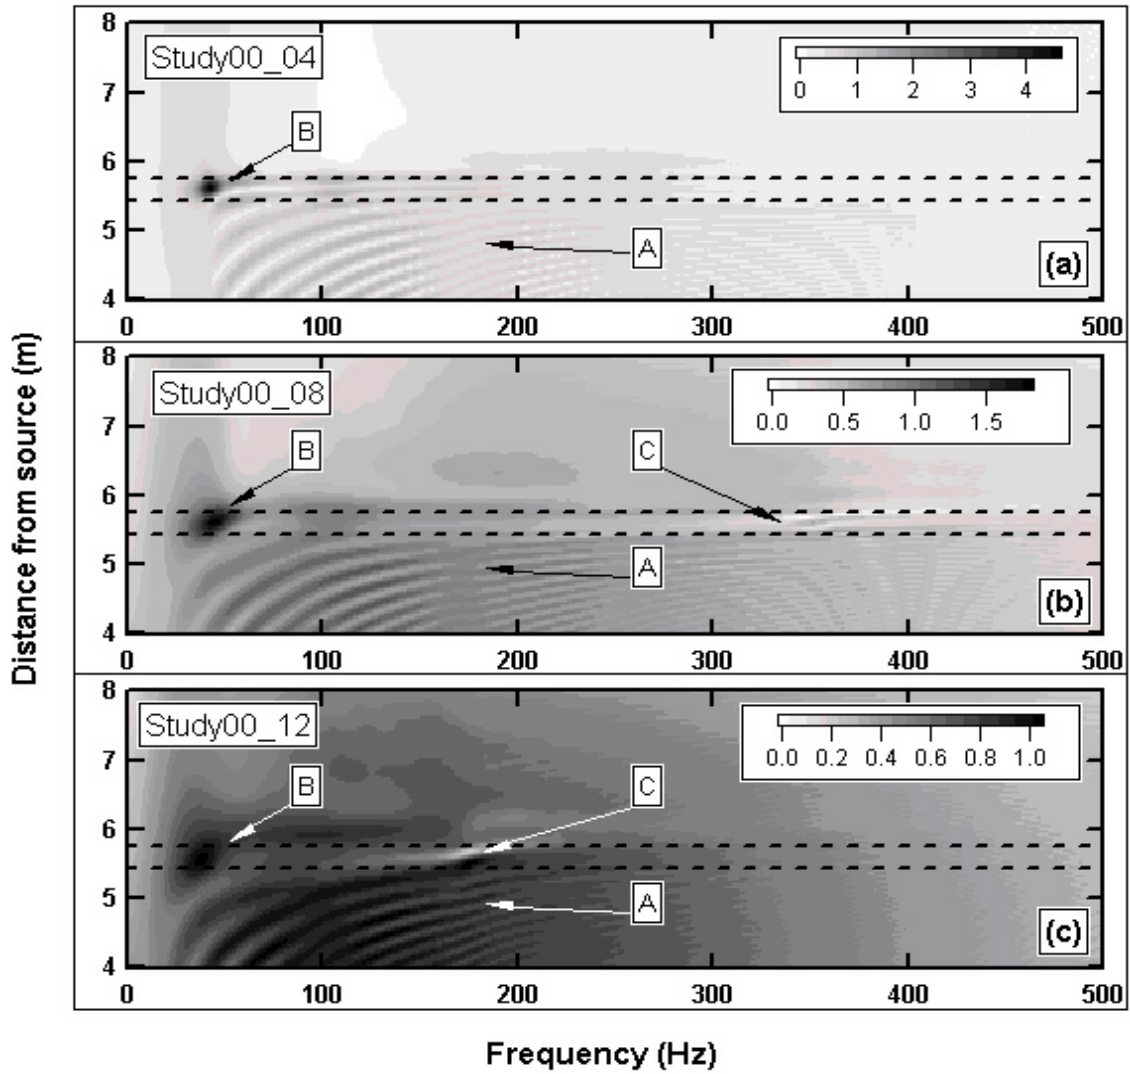 8
Study00_04
0 1 2 3 4
7
B
6
5
A
(a)
4
0 100 200 300 400 500
8
Study00_08
0.0 0.5 1.0 1.5
7
B
C
6
5
A
(b)
4
0 100 200 300 400 500
8
Study00_12
0.0 0.2 0.4 0.6 0.8 1.0
7
B
C
6
5
A
(c)
4
0 100 200 300 400 500
Distance from source (m)
Frequency (Hz)